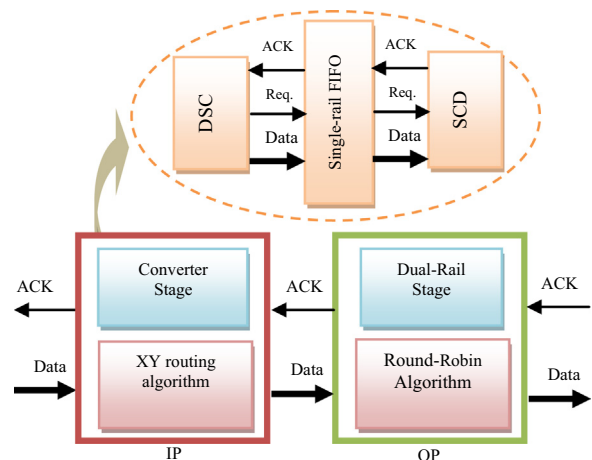 ACK
ACK
DSC
Req.
Data
Single-rail FIFO
Req.
Data
SCD
Converter
Stage
Dual-Rail
Stage
ACK
ACK
ACK
XY routing
algorithm
Round-Robin
Algorithm
Data
Data
Data
IP
OP